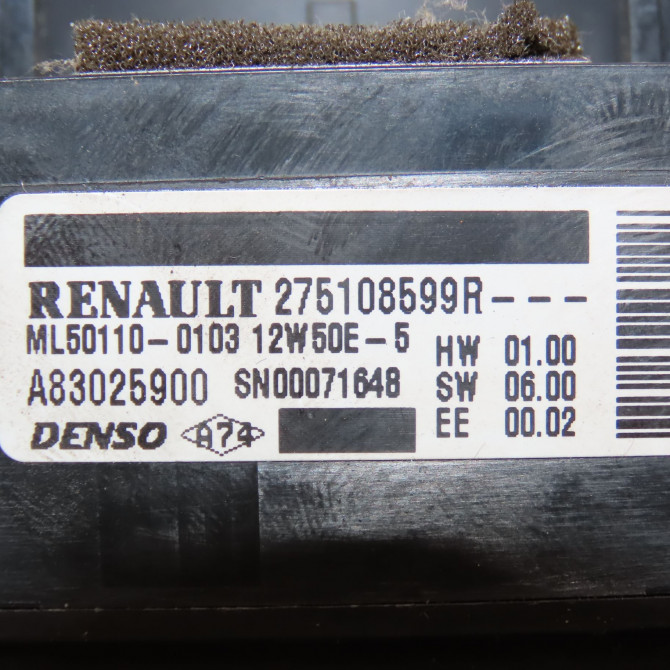 RENAULT 275108599R---
ML50110-0103 12W50E-5
HW 01.00
A83025900 SN00071648 SW 06.00
DENSO A74 EE 00.02